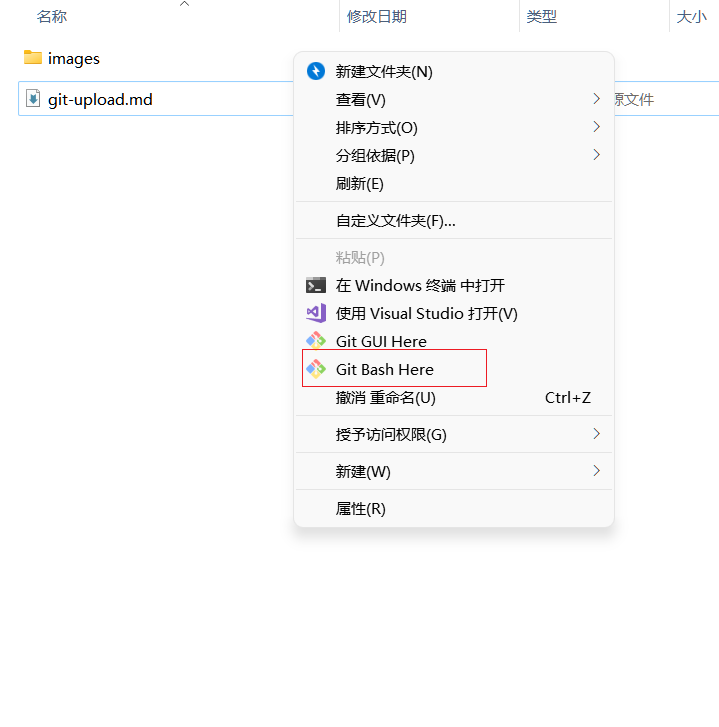 名称 修改日期 类型 大小
images
git-upload.md 源文件
新建文件夹(N)
查看(V)
排序方式(O)
分组依据(P)
刷新(E)
自定义文件夹(F)...
粘贴(P)
在 Windows 终端 中打开
使用 Visual Studio 打开(V)
Git GUI Here
Git Bash Here
撤消 重命名(U) Ctrl+Z
授予访问权限(G)
新建(W)
属性(R)